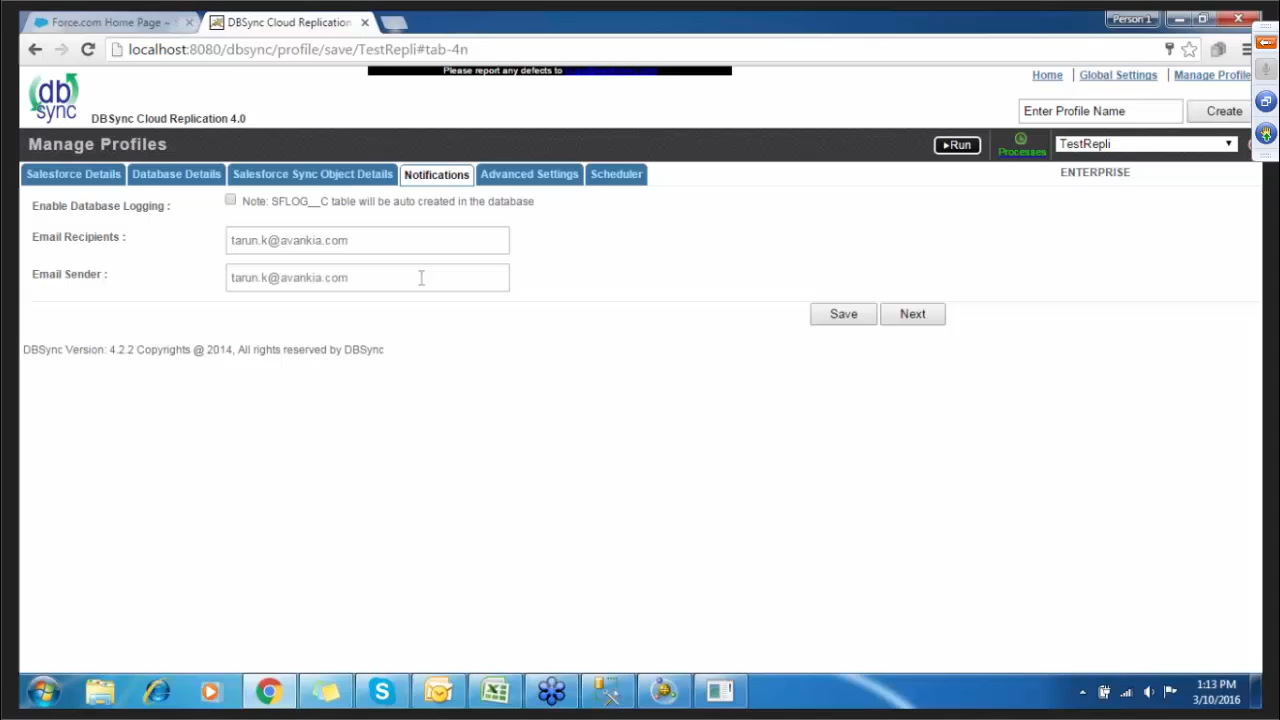 Force.com Home Page ~
DBSync Cloud Replication
Person 1
localhost:8080/dbsync/profile/save/TestRepli#tab-4n
Please report any defects to
Home | Global Settings | Manage Profile
db
sync
DBSync Cloud Replication 4.0
Enter Profile Name
Create
Manage Profiles
Run
Processes
TestRepli
Salesforce Details
Database Details
Salesforce Sync Object Details
Notifications
Advanced Settings
Scheduler
ENTERPRISE
Enable Database Logging :
Note: SFLOG__C table will be auto created in the database
Email Recipients :
tarun.k@avankia.com
Email Sender :
tarun.k@avankia.com
Save
Next
DBSync Version: 4.2.2 Copyrights @ 2014, All rights reserved by DBSync
1:13 PM
3/10/2016